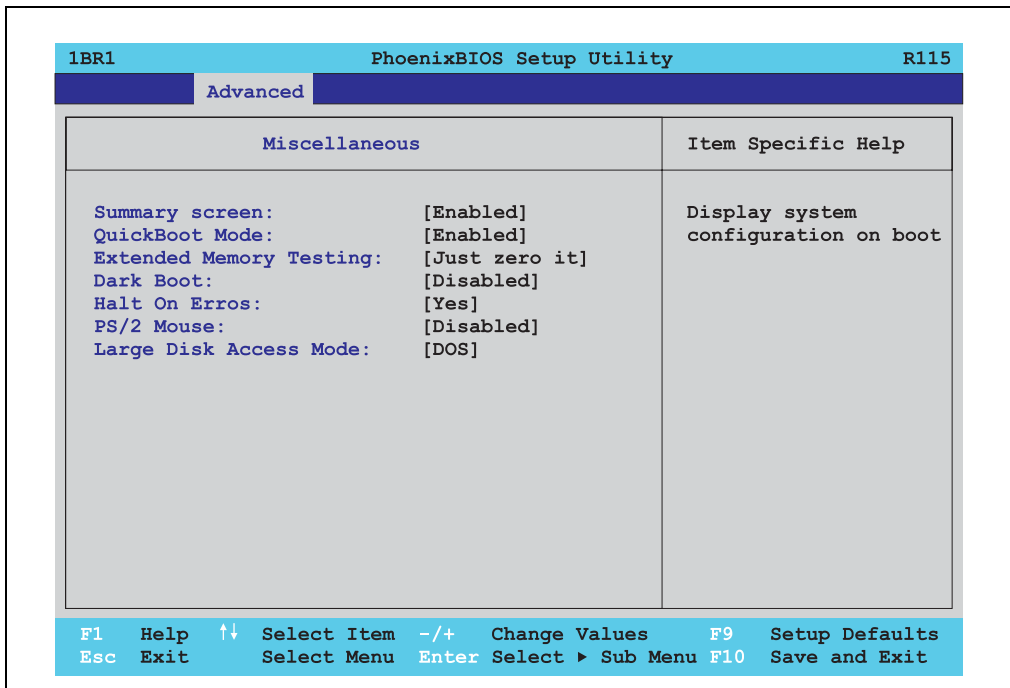 1BR1 PhoenixBIOS Setup Utility R115
Advanced
Miscellaneous
Item Specific Help
Summary screen: [Enabled]
QuickBoot Mode: [Enabled]
Extended Memory Testing: [Just zero it]
Dark Boot: [Disabled]
Halt On Erros: [Yes]
PS/2 Mouse: [Disabled]
Large Disk Access Mode: [DOS]
Display system
configuration on boot
F1 Help ↑↓ Select Item -/+ Change Values F9 Setup Defaults
Esc Exit Select Menu Enter Select ▶ Sub Menu F10 Save and Exit